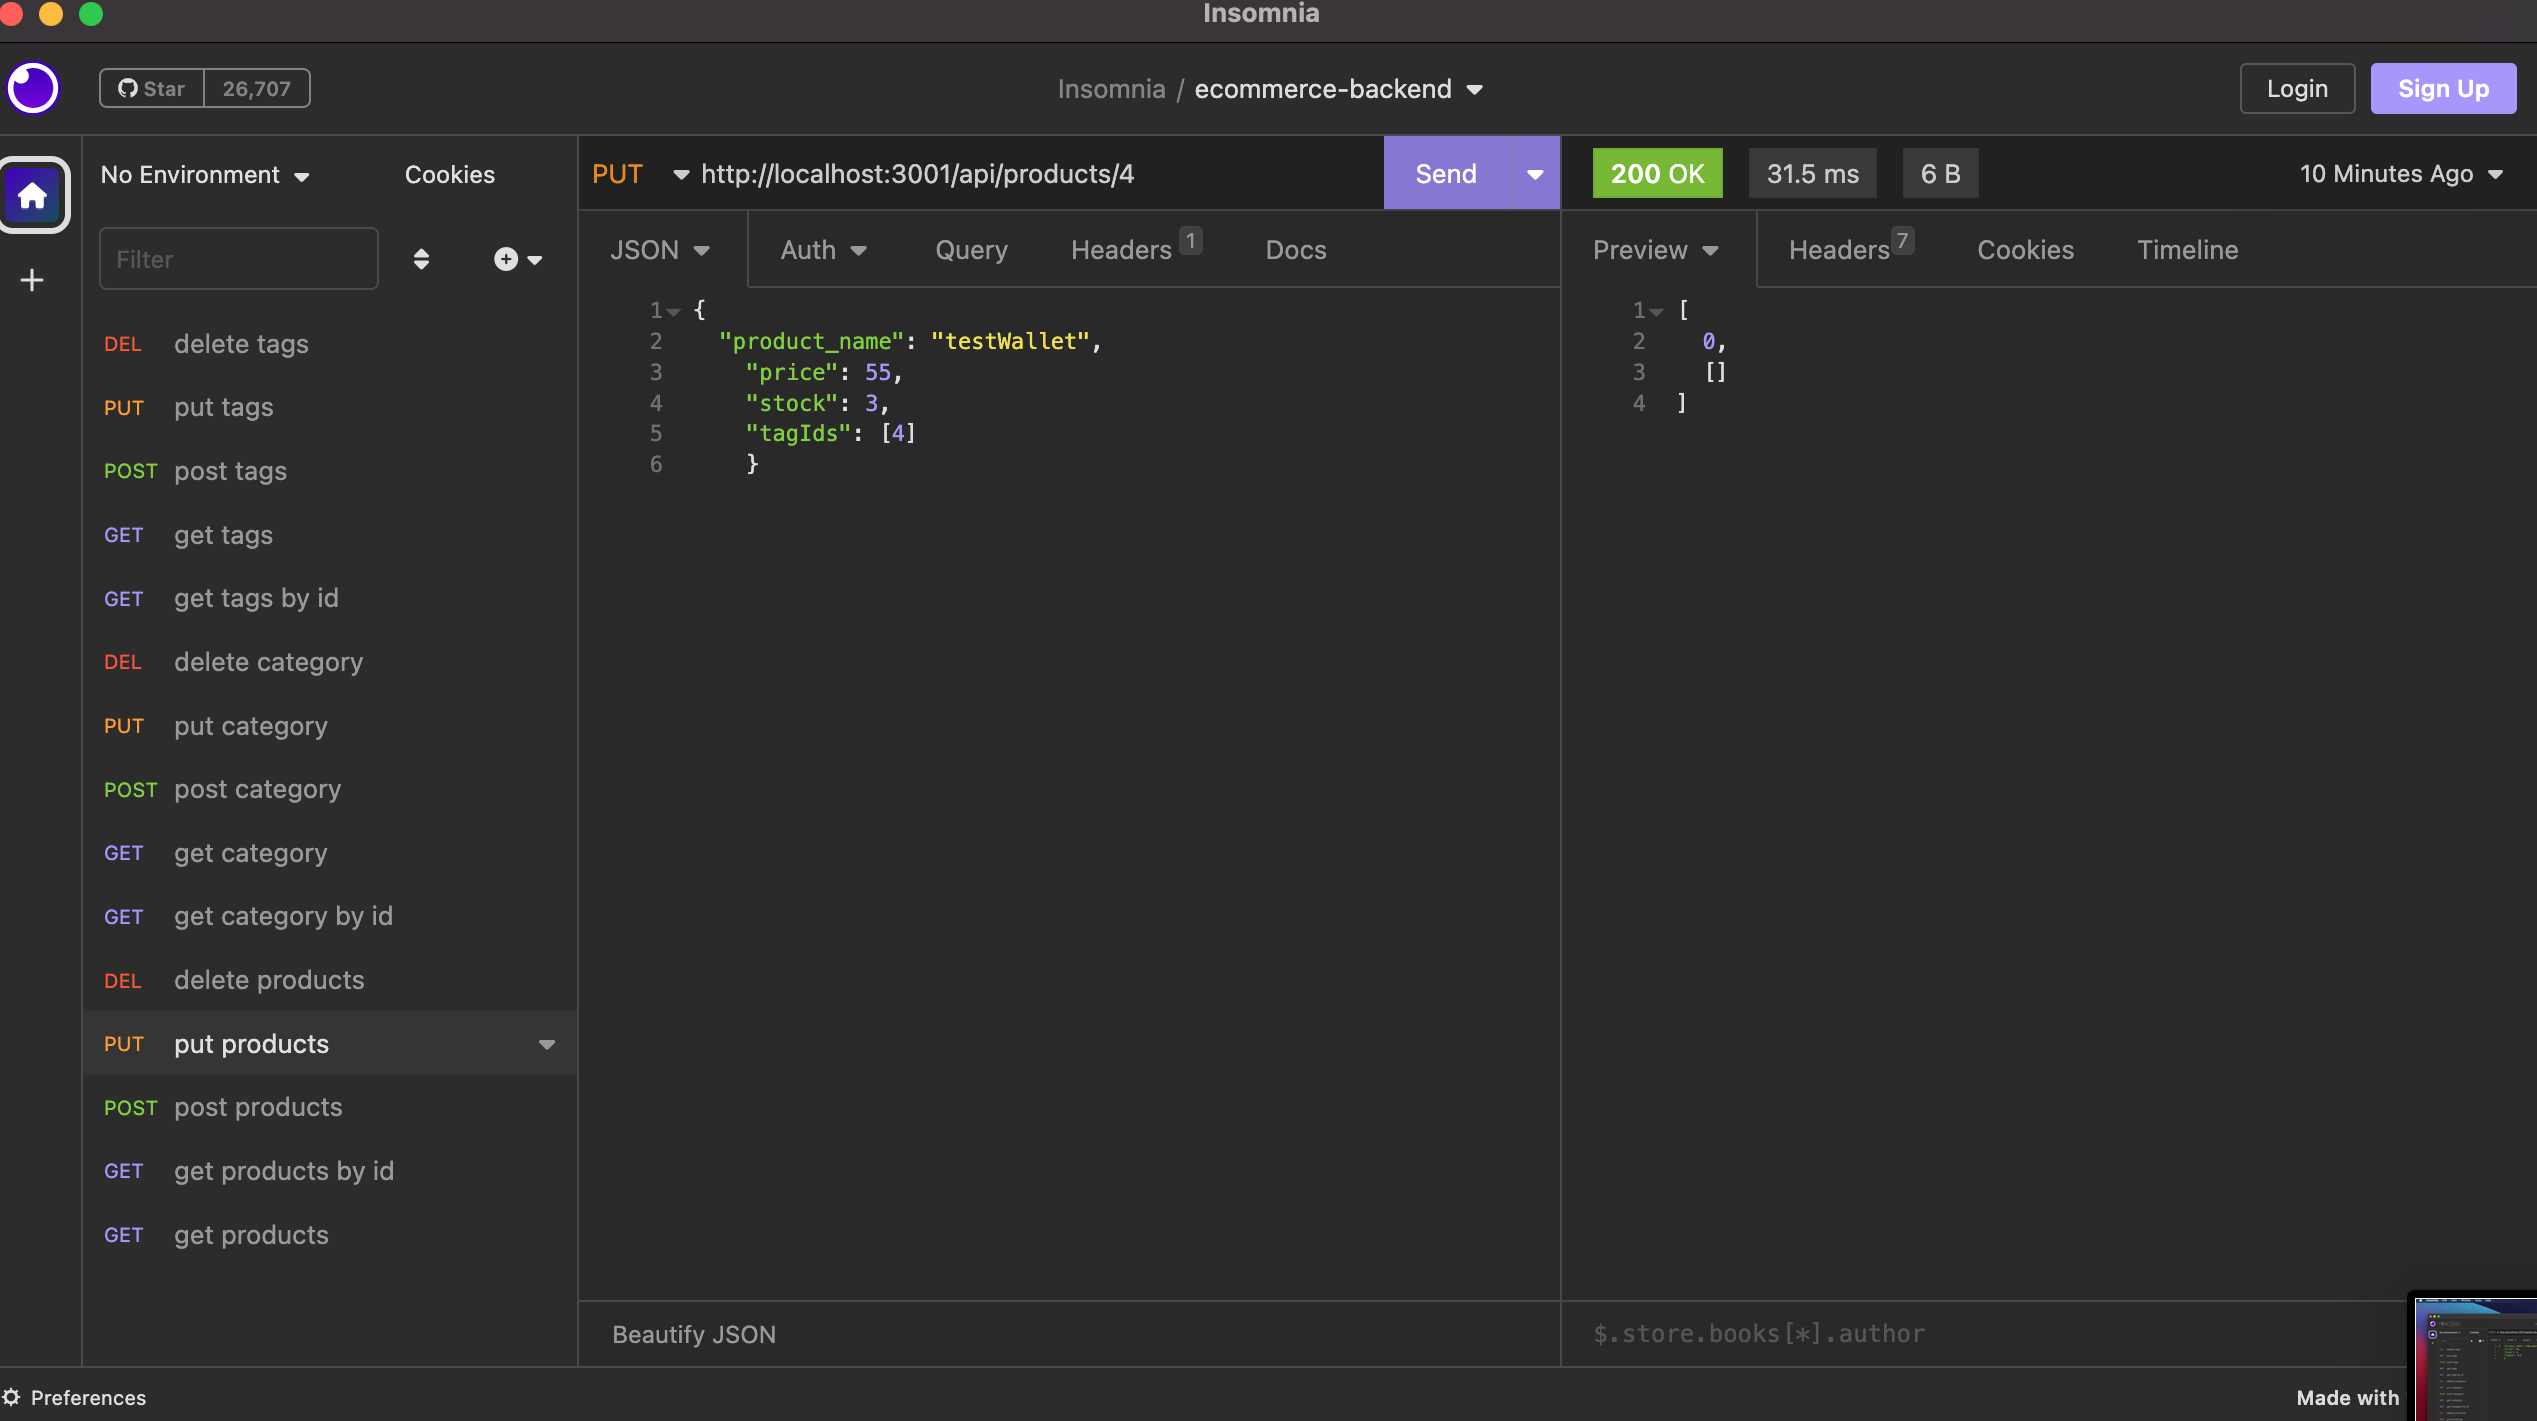 Insomnia
Star 26,707
Insomnia / ecommerce-backend
Login
Sign Up
No Environment
Cookies
Filter
DEL delete tags
PUT put tags
POST post tags
GET get tags
GET get tags by id
DEL delete category
PUT put category
POST post category
GET get category
GET get category by id
DEL delete products
PUT put products
POST post products
GET get products by id
GET get products
PUT http://localhost:3001/api/products/4 Send
JSON Auth Query Headers 1 Docs
1 {
2 "product_name": "testWallet",
3 "price": 55,
4 "stock": 3,
5 "tagIds": [4]
6 }
Beautify JSON
200 OK 31.5 ms 6 B 10 Minutes Ago
Preview Headers 7 Cookies Timeline
1 [
2 0,
3 []
4 ]
$.store.books[*].author
Preferences
Made with